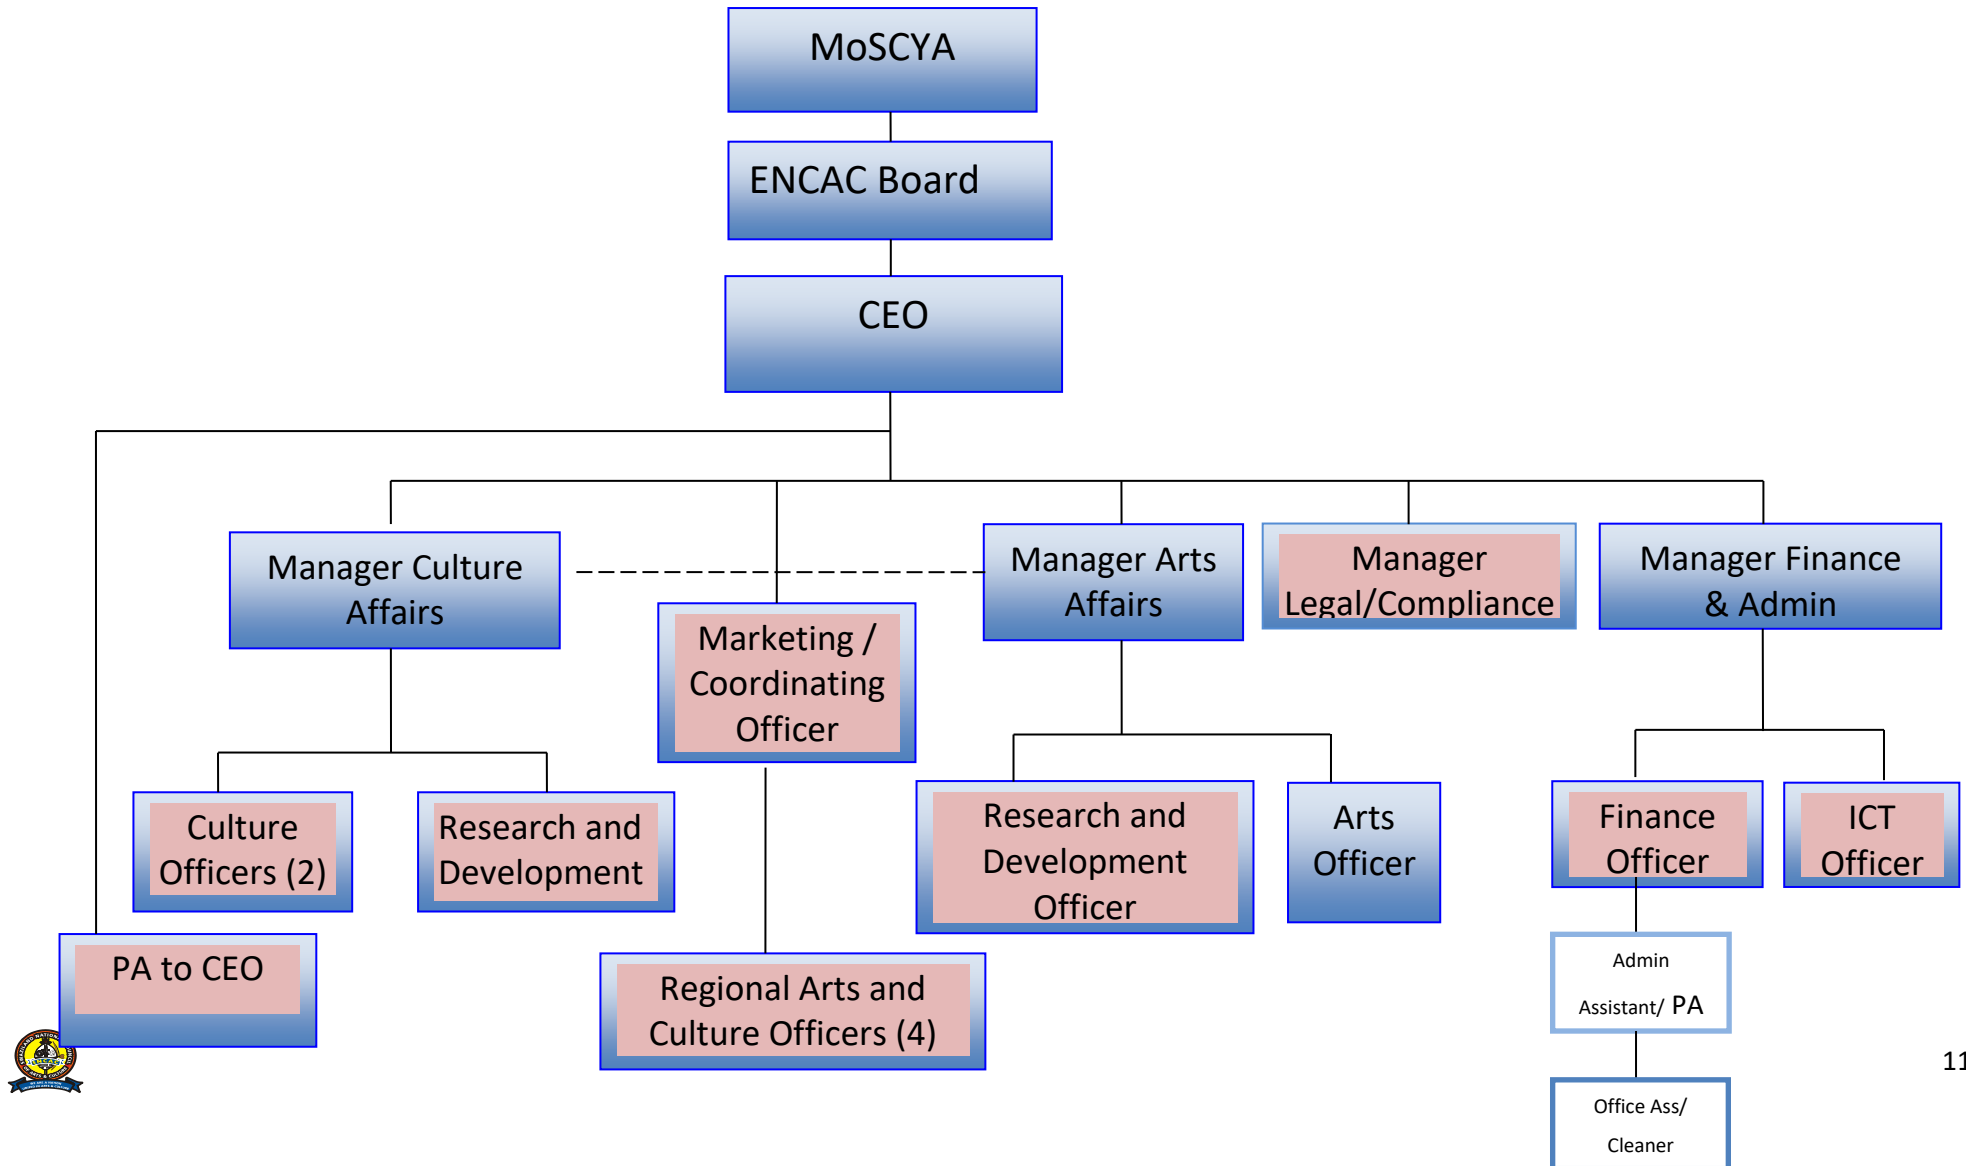 MoSCYA
ENCAC Board
CEO
Manager Culture
Affairs
Manager Arts
Affairs
Manager
Legal/Compliance
Manager Finance
& Admin
Marketing /
Coordinating
Officer
Culture
Officers (2)
Research and
Development
Research and
Development
Officer
Arts
Officer
Finance
Officer
ICT
Officer
PA to CEO
Regional Arts and
Culture Officers (4)
Admin
Assistant/ PA
Office Ass/
Cleaner
11